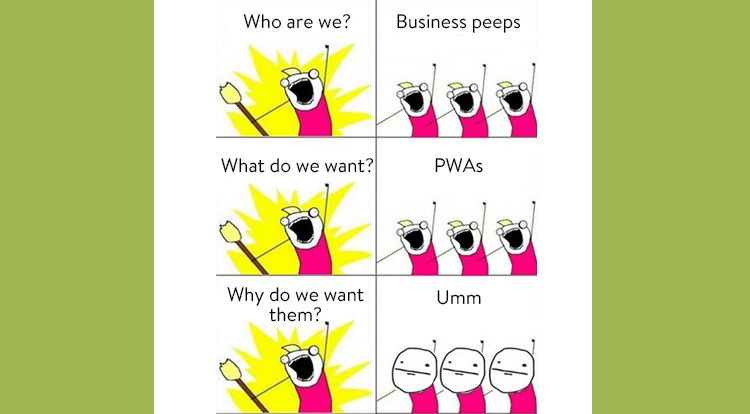 Who are we?
Business peeps
What do we want?
PWAs
Why do we want
them?
Umm